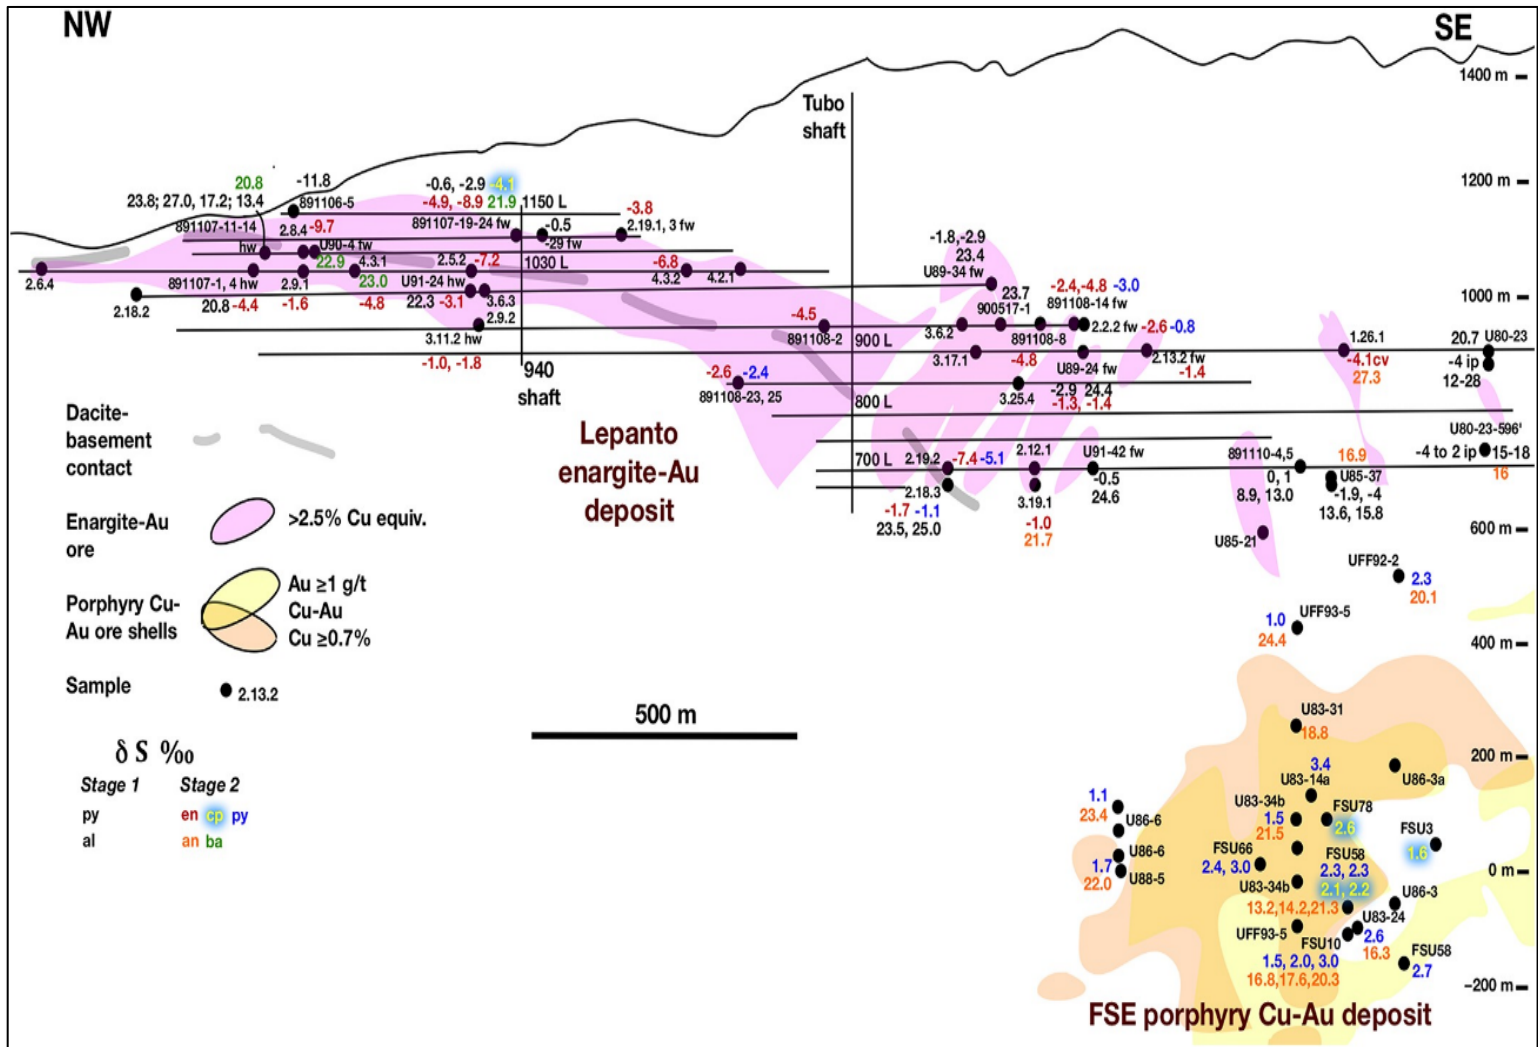 NW
SE
1400 m
Tubo
shaft
1200 m
20.8
-11.8
-0.6, -2.9 -4.1
23.8; 27.0, 17.2; 13.4
891106-5
-4.9, -8.9 21.9
1150 L
-3.8
891107-11-14
2.8.4 -9.7
891107-19-24 fw
-0.5
2.19.1, 3 fw
hw
U90-4 fw
-29 fw
22.9
4.3.1
2.5.2 -7.2
1030 L
-6.8
2.6.4
891107-1, 4 hw
2.9.1
23.0
U91-24 hw
4.3.2
4.2.1
2.18.2
20.8 -4.4
-1.6
-4.8
22.3 -3.1
3.6.3
2.9.2
3.11.2 hw
-1.0, -1.8
940
shaft
-1.8, -2.9
23.4
U89-34 fw
23.7
-2.4, -4.8 -3.0
900517-1
891108-14 fw
1000 m
-4.5
891108-2
900 L
3.6.2
891108-8
2.2.2 fw
-2.6 -0.8
1.26.1
20.7
U80-23
3.17.1
-4.8
U89-24 fw
2.13.2 fw
-4.1cv
-4 ip
-2.6 -2.4
-1.4
27.3
12-28
891108-23, 25
3.25.4
-2.9 24.4
800 L
-1.3, -1.4
U80-23-596'
700 L
2.19.2
-7.4 -5.1
2.12.1
U91-42 fw
891110-4,5
16.9
-4 to 2 ip
15-18
2.18.3
-0.5
0, 1
U85-37
16
3.19.1
24.6
8.9, 13.0
-1.9, -4
-1.7 -1.1
-1.0
13.6, 15.8
23.5, 25.0
21.7
600 m
U85-21
UFF92-2
2.3
20.1
UFF93-5
1.0
24.4
400 m
Lepanto
enargite-Au
deposit
Dacite-
basement
contact
Enargite-Au
ore
>2.5% Cu equiv.
Porphyry Cu-
Au ore shells
Au ≥1 g/t
Cu-Au
Cu ≥0.7%
Sample
2.13.2
500 m
δ S ‰
Stage 1
Stage 2
py
en cp py
al
an ba
U83-31
18.8
200 m
3.4
U86-3a
U83-14a
1.1
U83-34b
FSU78
23.4
1.5
2.6
FSU3
U86-6
21.5
1.6
FSU66
FSU58
U86-6
2.4, 3.0
2.3, 2.3
0 m
1.7
U88-5
U83-34b
2.1, 2.2
U86-3
22.0
13.2,14.2,21.3
U83-24
UFF93-5
FSU10
2.6
FSU58
1.5, 2.0, 3.0
16.3
2.7
16.8,17.6,20.3
−200 m
FSE porphyry Cu-Au deposit